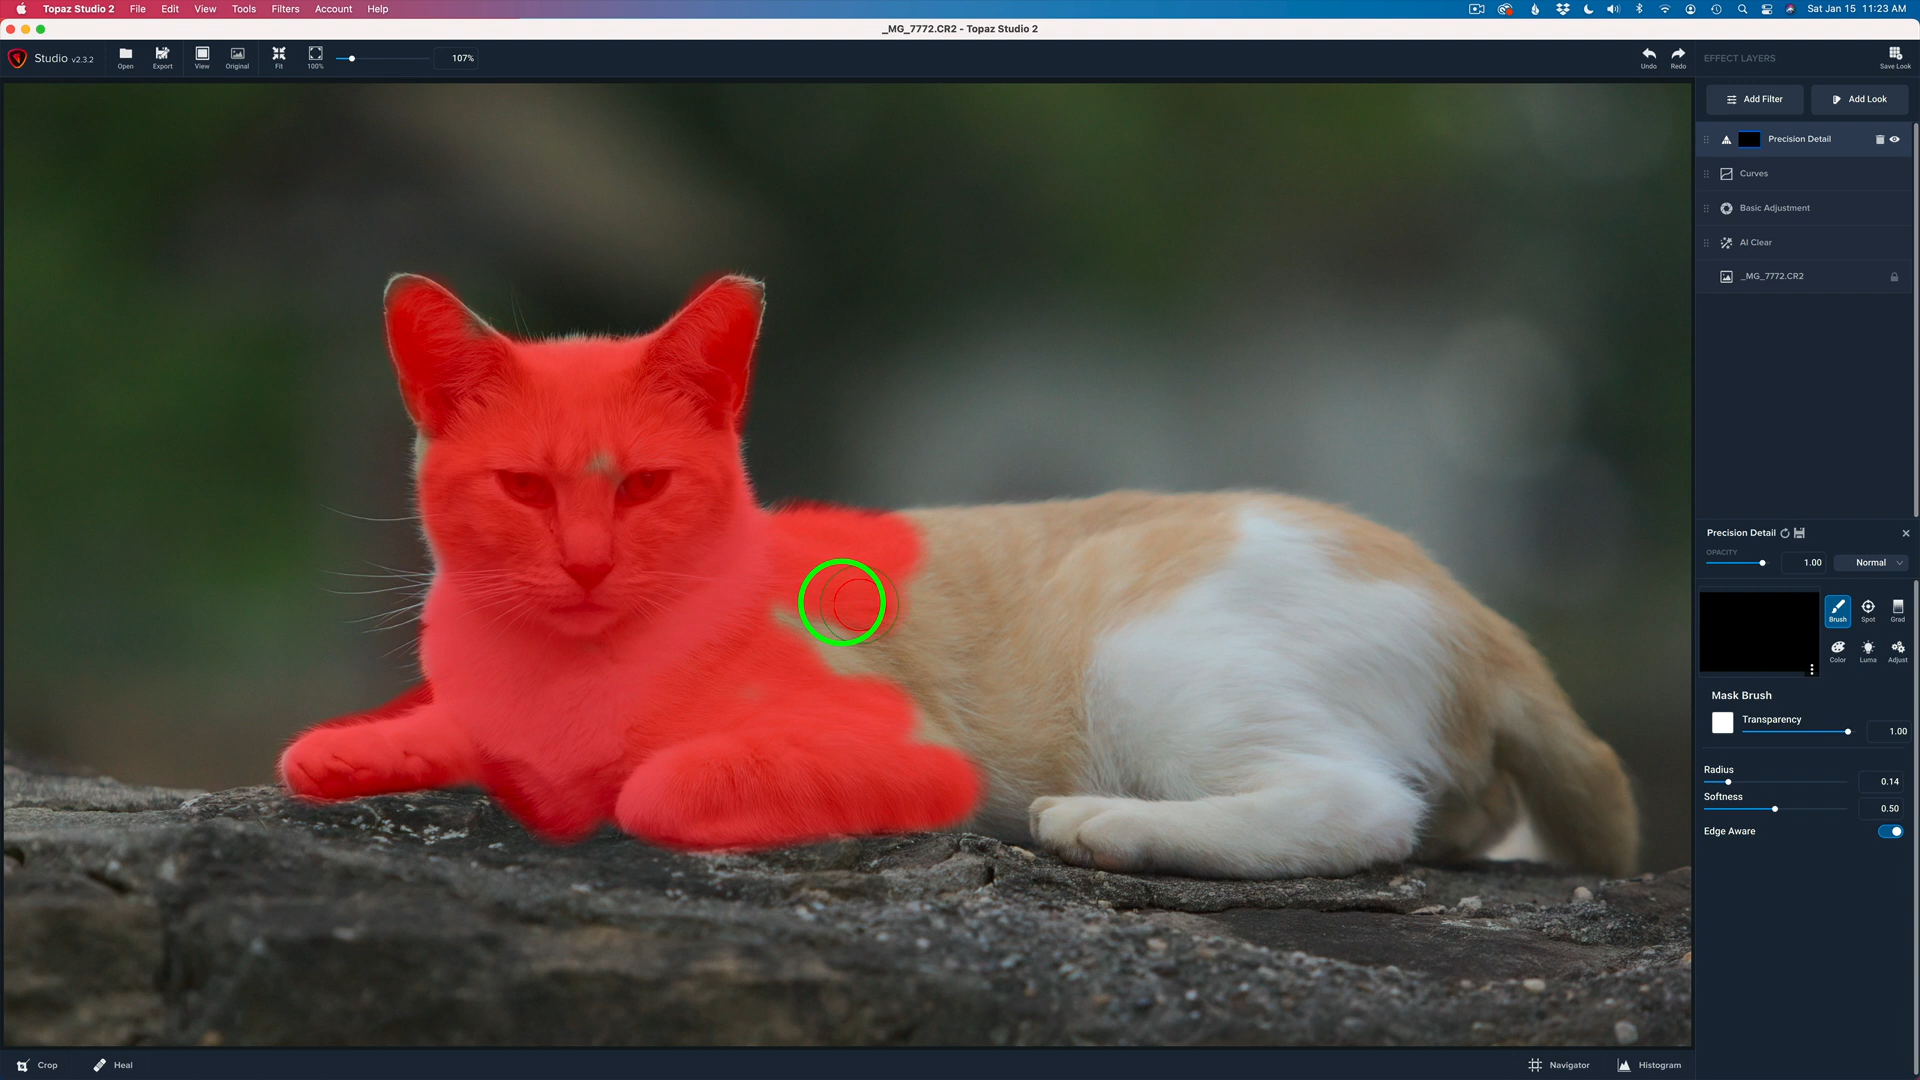 Topaz Studio 2 File Edit View Tools Filters Account Help Sat Jan 15 11:23 AM
_MG_7772.CR2 - Topaz Studio 2
Studio v2.3.2 Open Export View Original Fit 100% 107% Undo Redo
EFFECT LAYERS Save Look
Add Filter Add Look
Precision Detail
Curves
Basic Adjustment
AI Clear
_MG_7772.CR2
Precision Detail
OPACITY
1.00 Normal
Brush Spot Grad
Color Luma Adjust
Mask Brush
Transparency
1.00
Radius
0.14
Softness
0.50
Edge Aware
Crop Heal Navigator Histogram